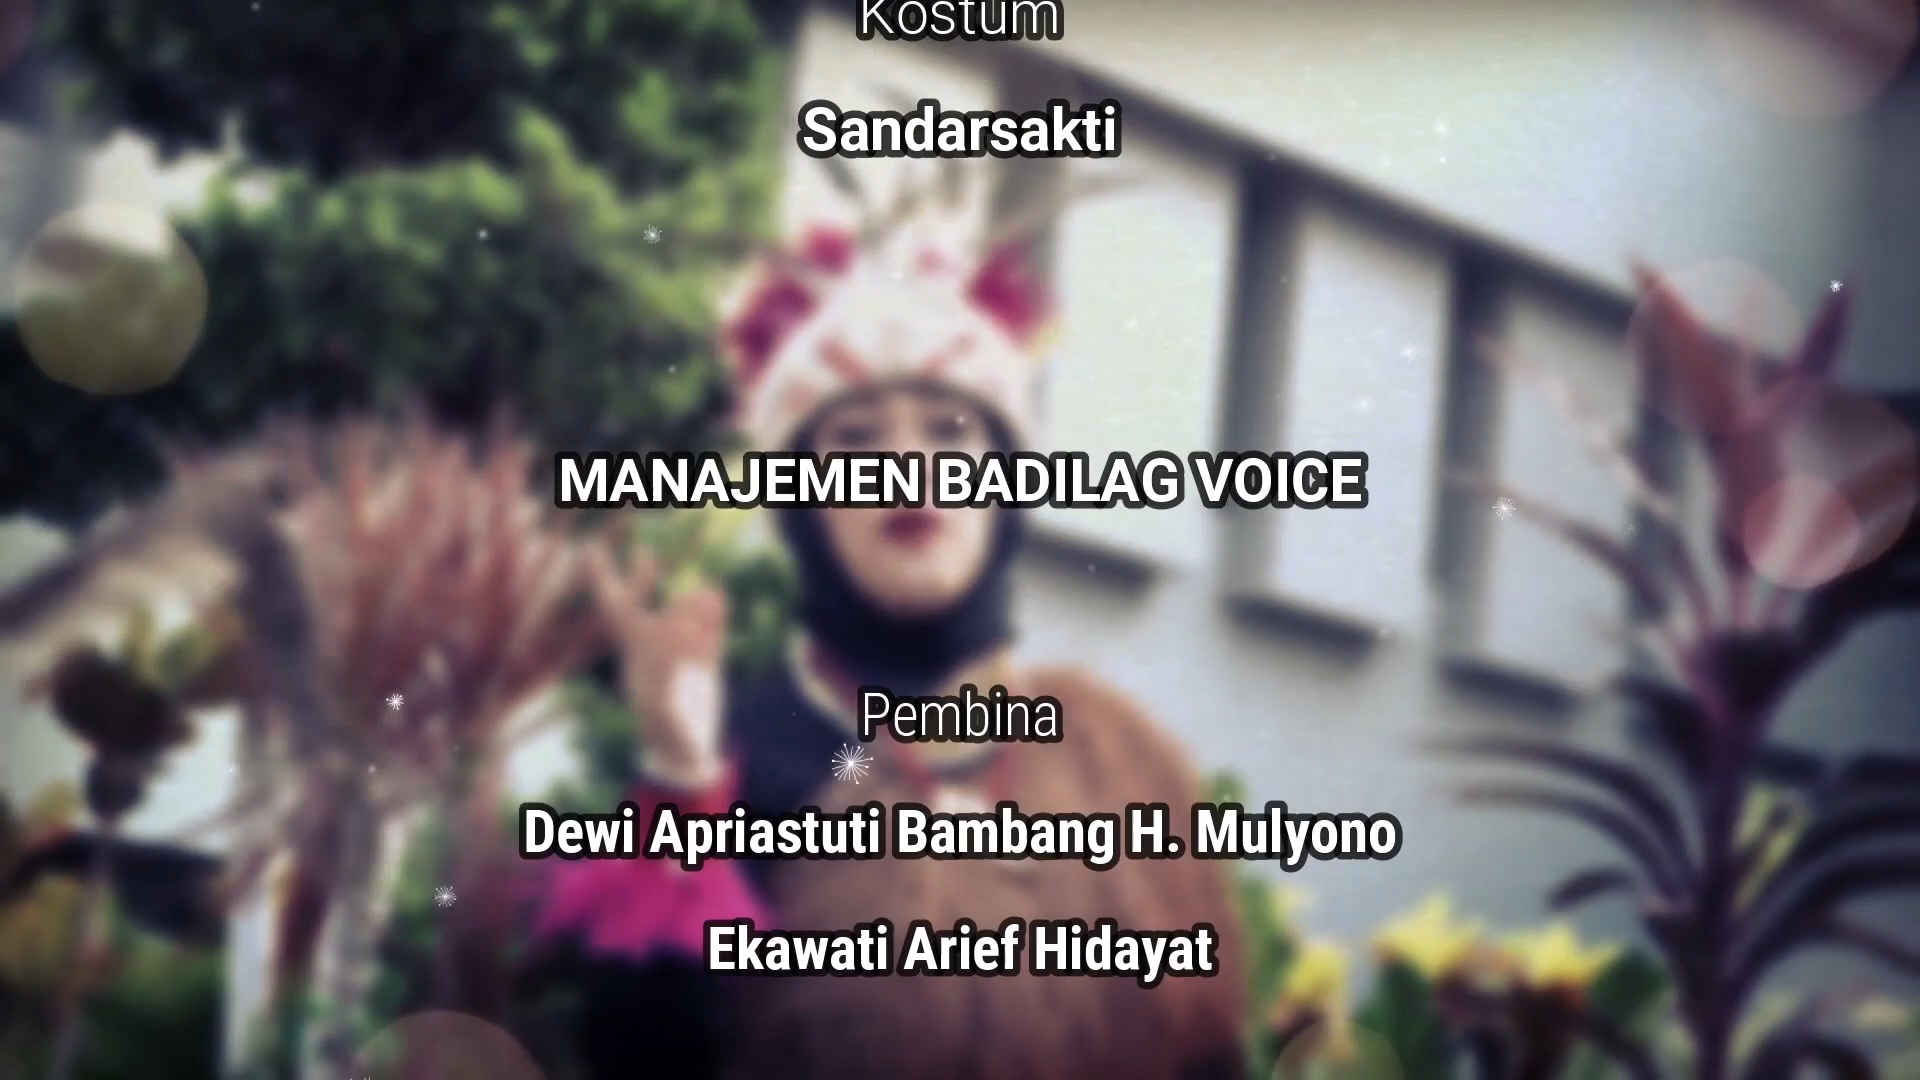 Kostum
Sandarsakti
MANAJEMEN BADILAG VOICE
Pembina
Dewi Apriastuti Bambang H. Mulyono
Ekawati Arief Hidayat